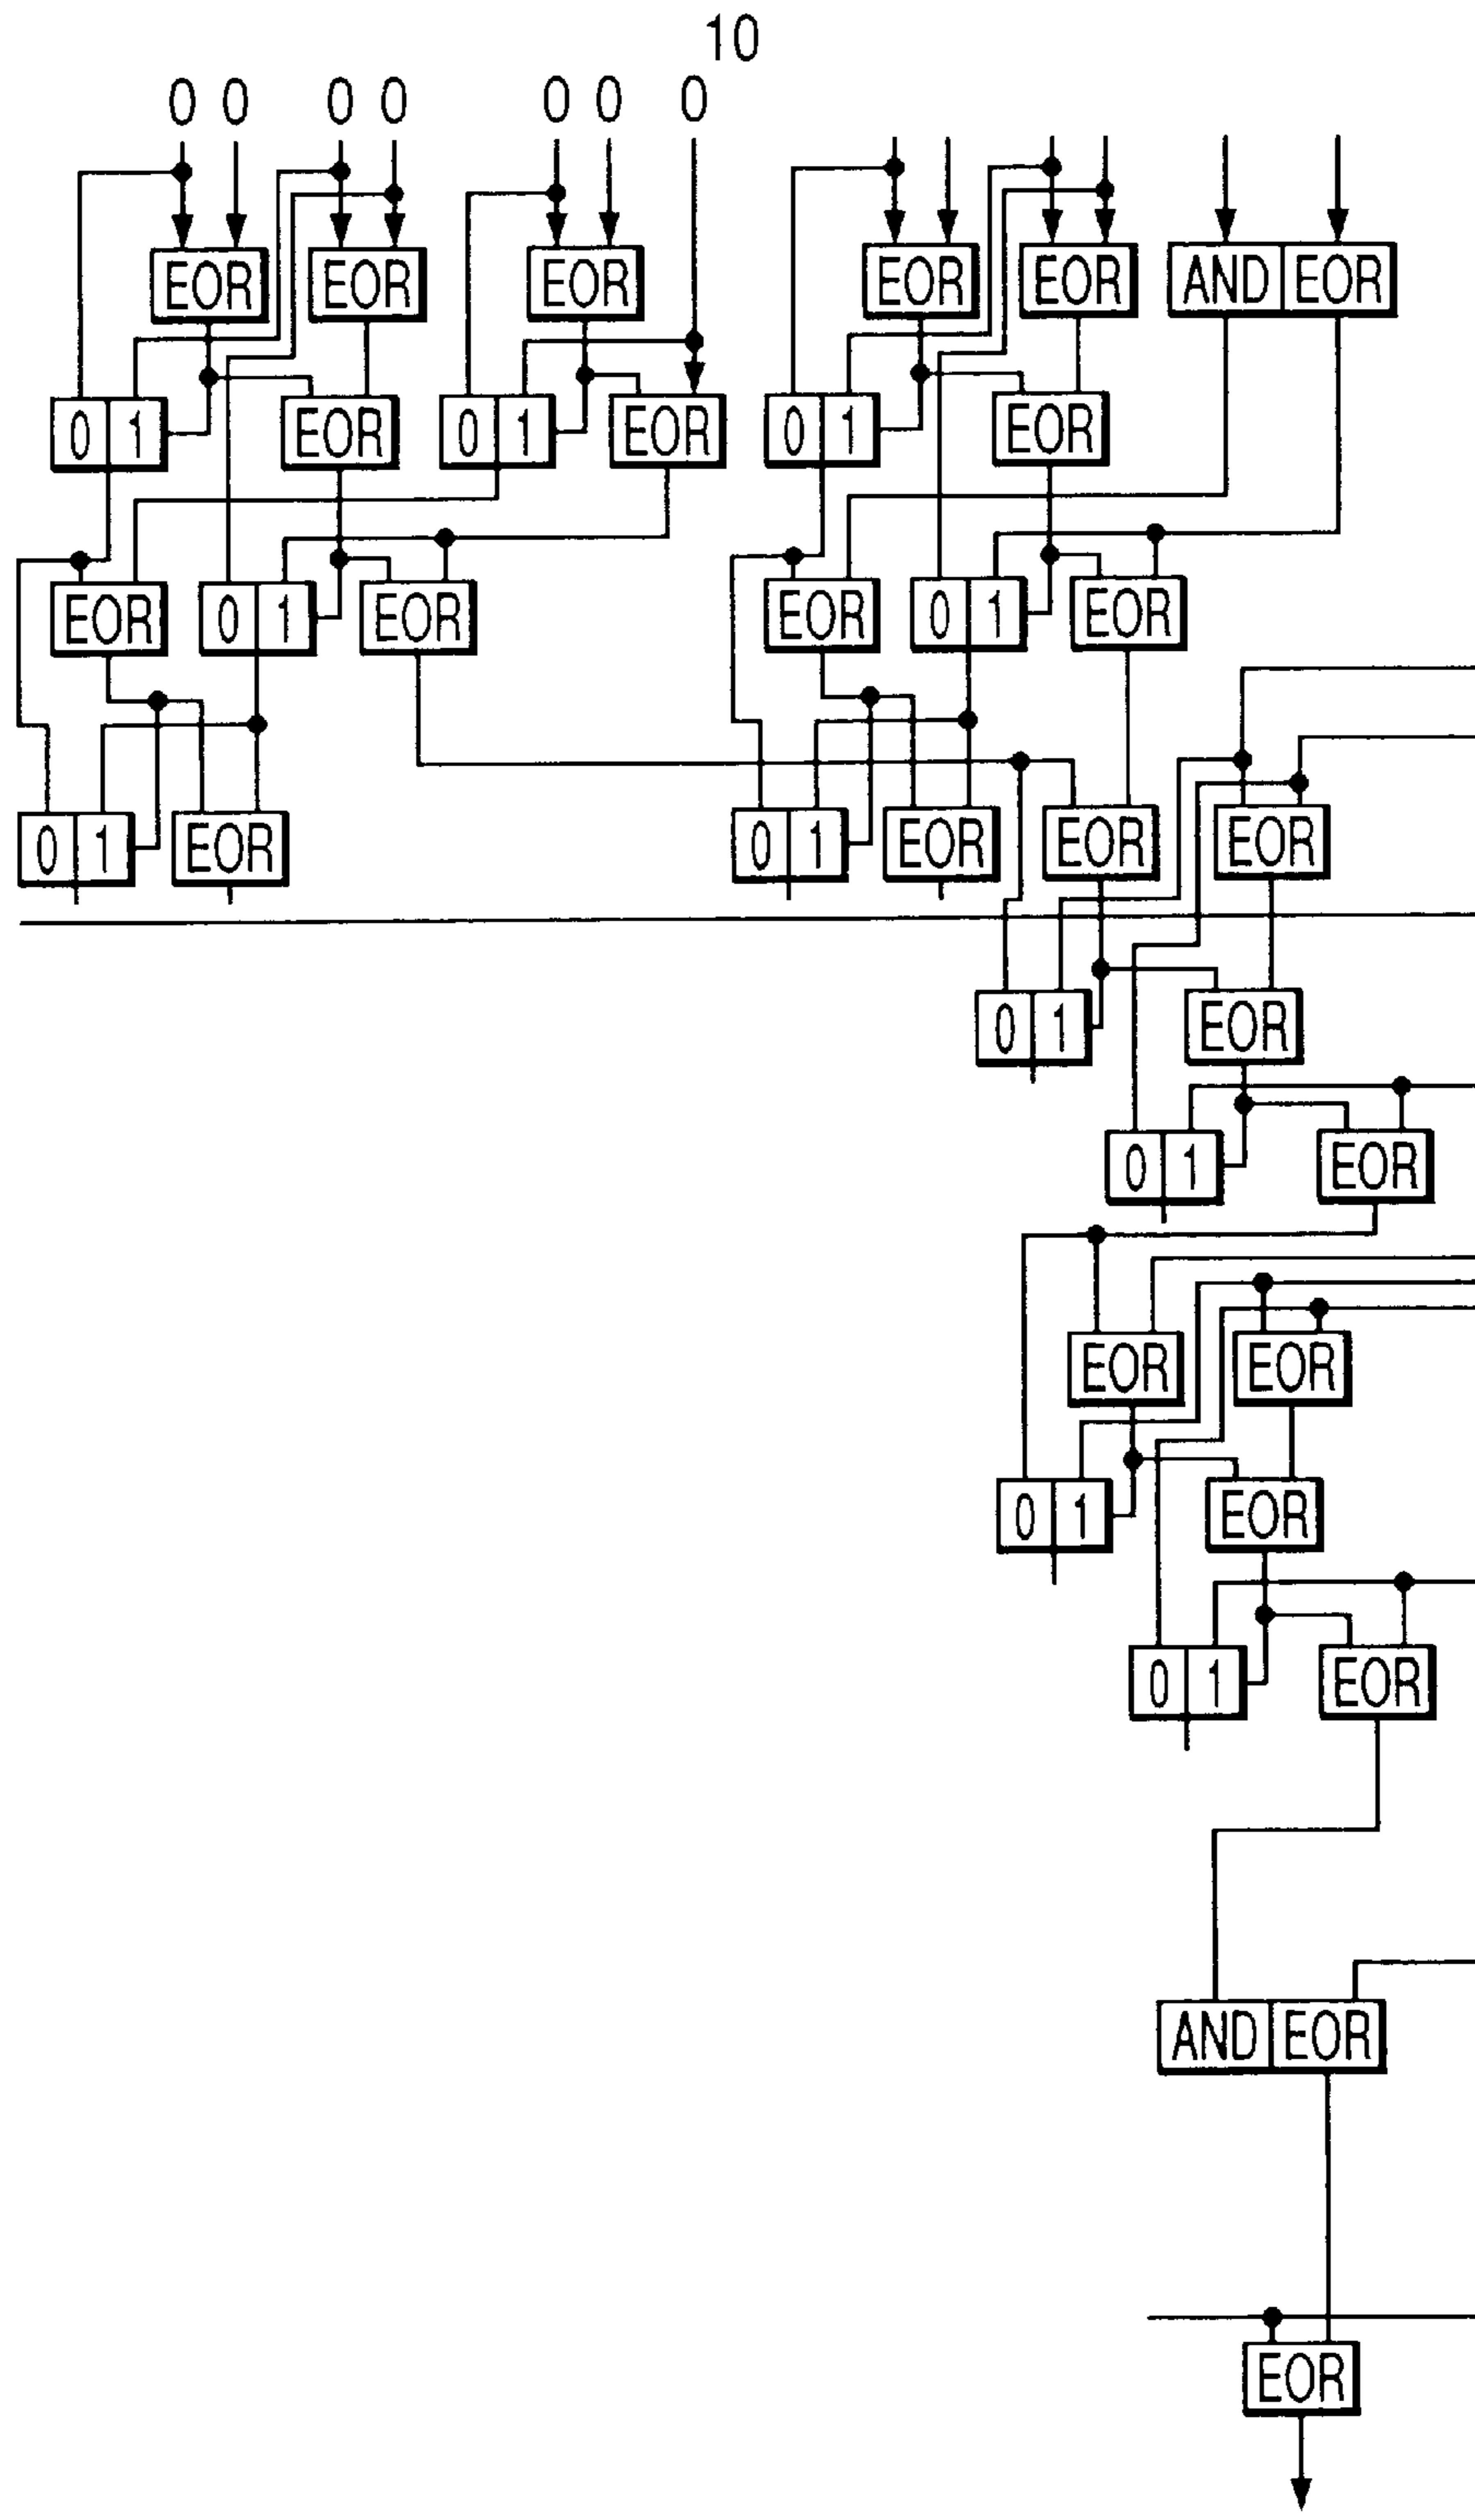 10
0 0 0 0 0 0 0
EOR EOR EOR EOR EOR AND EOR
0 1 EOR 0 1 EOR 0 1 EOR
EOR 0 1 EOR EOR 0 1 EOR
0 1 EOR 0 1 EOR EOR EOR
0 1 EOR
0 1 EOR
EOR EOR
0 1 EOR
0 1 EOR
AND EOR
EOR